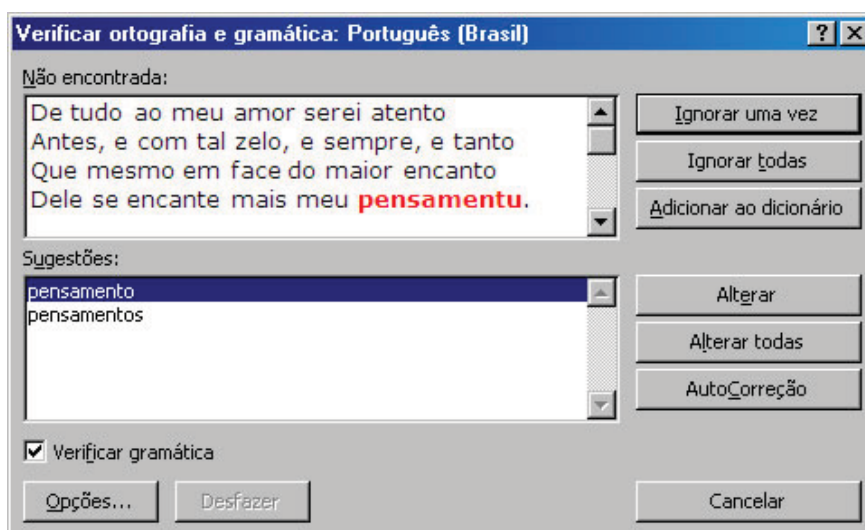 Verificar ortografia e gramática: Português (Brasil)
Não encontrada:
De tudo ao meu amor serei atento
Antes, e com tal zelo, e sempre, e tanto
Que mesmo em face do maior encanto
Dele se encante mais meu pensamentu.
Ignorar uma vez
Ignorar todas
Adicionar ao dicionário
Sugestões:
pensamento
pensamentos
Alterar
Alterar todas
AutoCorreção
Verificar gramática
Opções...
Desfazer
Cancelar